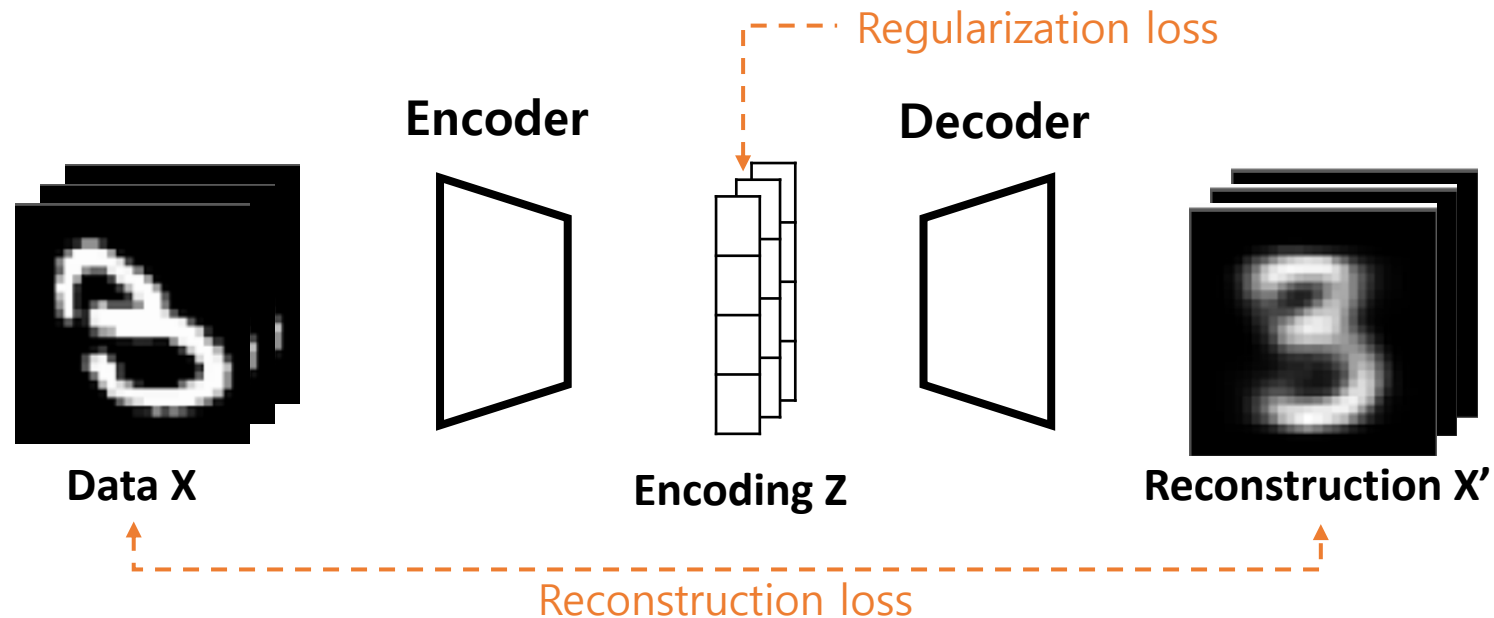 Regularization loss
Encoder
Decoder
Data X
Encoding Z
Reconstruction X’
Reconstruction loss